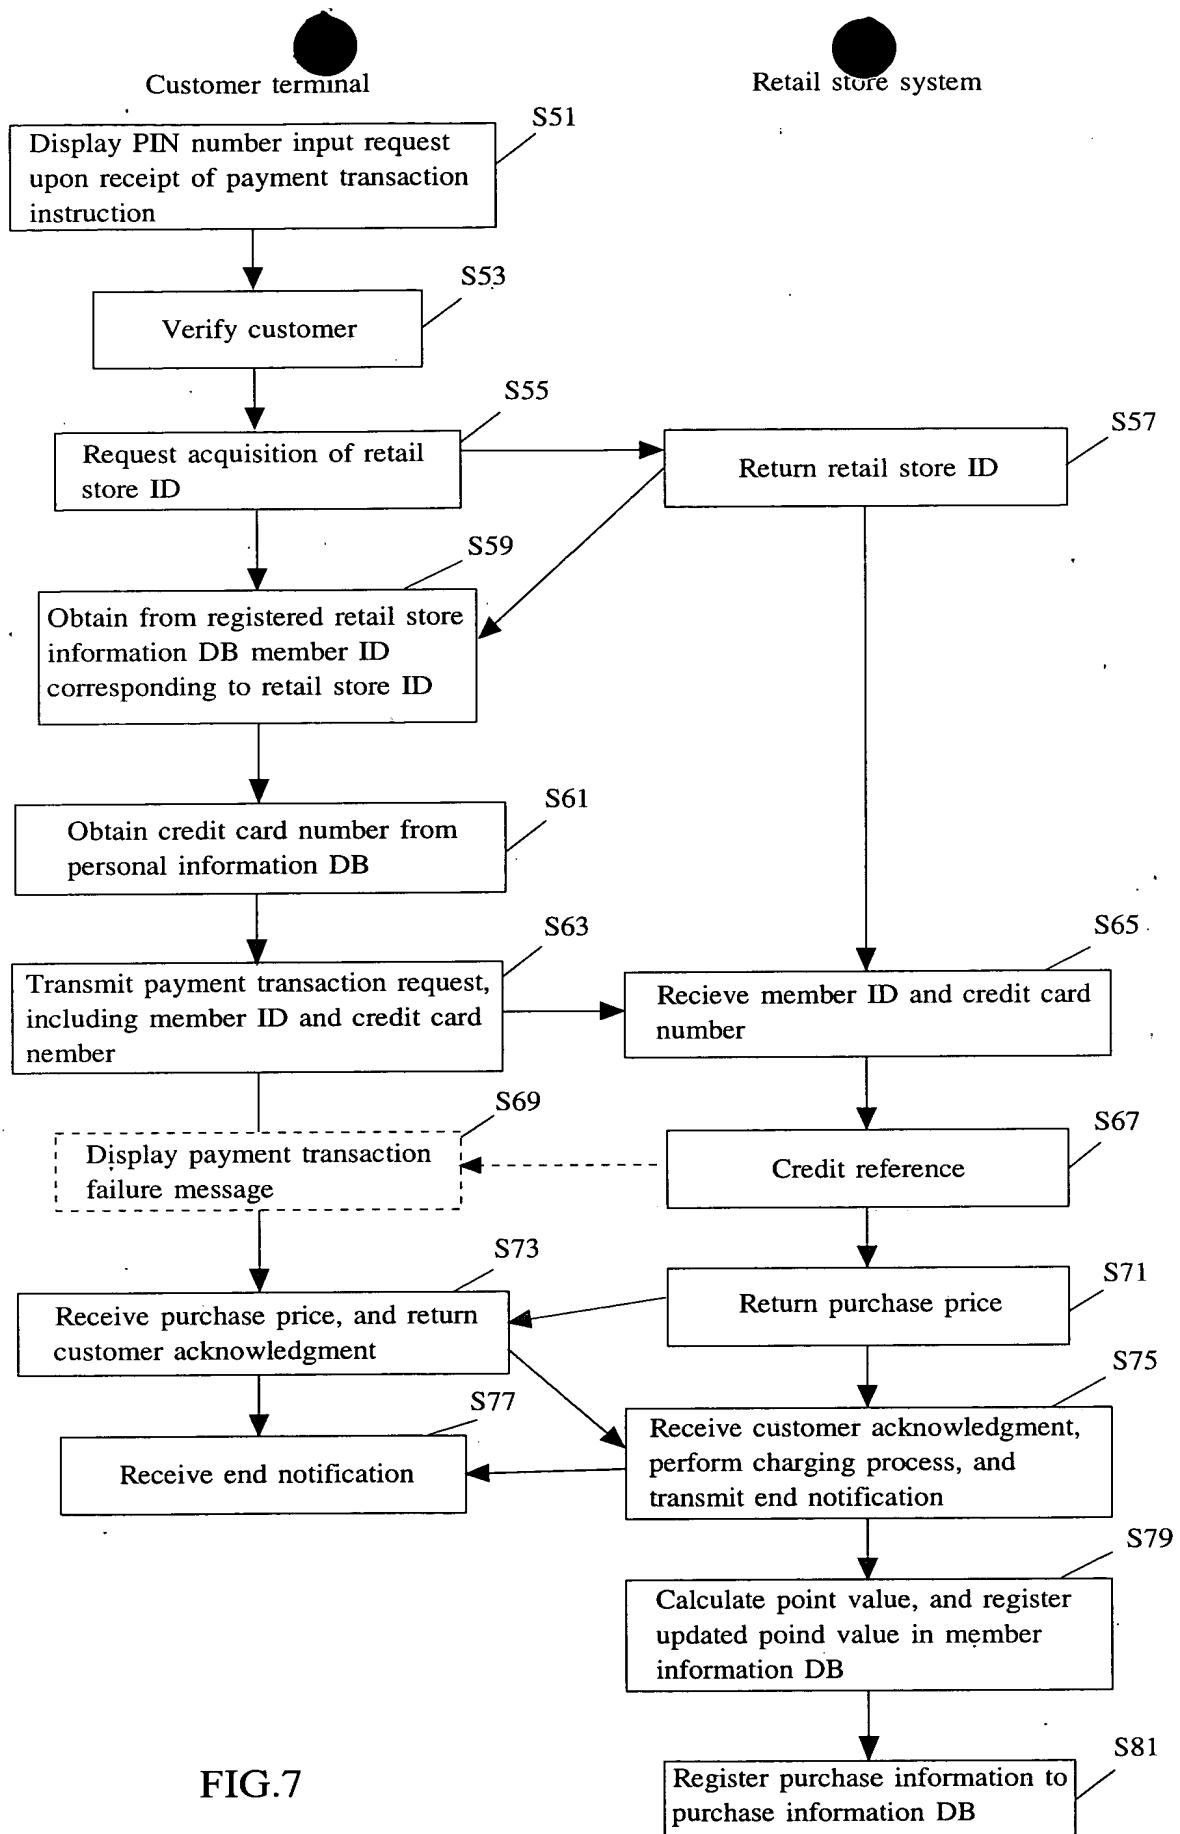 Customer terminal
Retail store system
S51
Display PIN number input request
upon receipt of payment transaction
instruction
S53
Verify customer
S55
Request acquisition of retail
store ID
S57
Return retail store ID
S59
Obtain from registered retail store
information DB member ID
corresponding to retail store ID
S61
Obtain credit card number from
personal information DB
S63
Transmit payment transaction request,
including member ID and credit card
nember
S65
Recieve member ID and credit card
number
S69
Display payment transaction
failure message
S67
Credit reference
S73
Receive purchase price, and return
customer acknowledgment
S71
Return purchase price
S77
Receive end notification
S75
Receive customer acknowledgment,
perform charging process, and
transmit end notification
S79
Calculate point value, and register
updated poind value in member
information DB
S81
Register purchase information to
purchase information DB
FIG.7